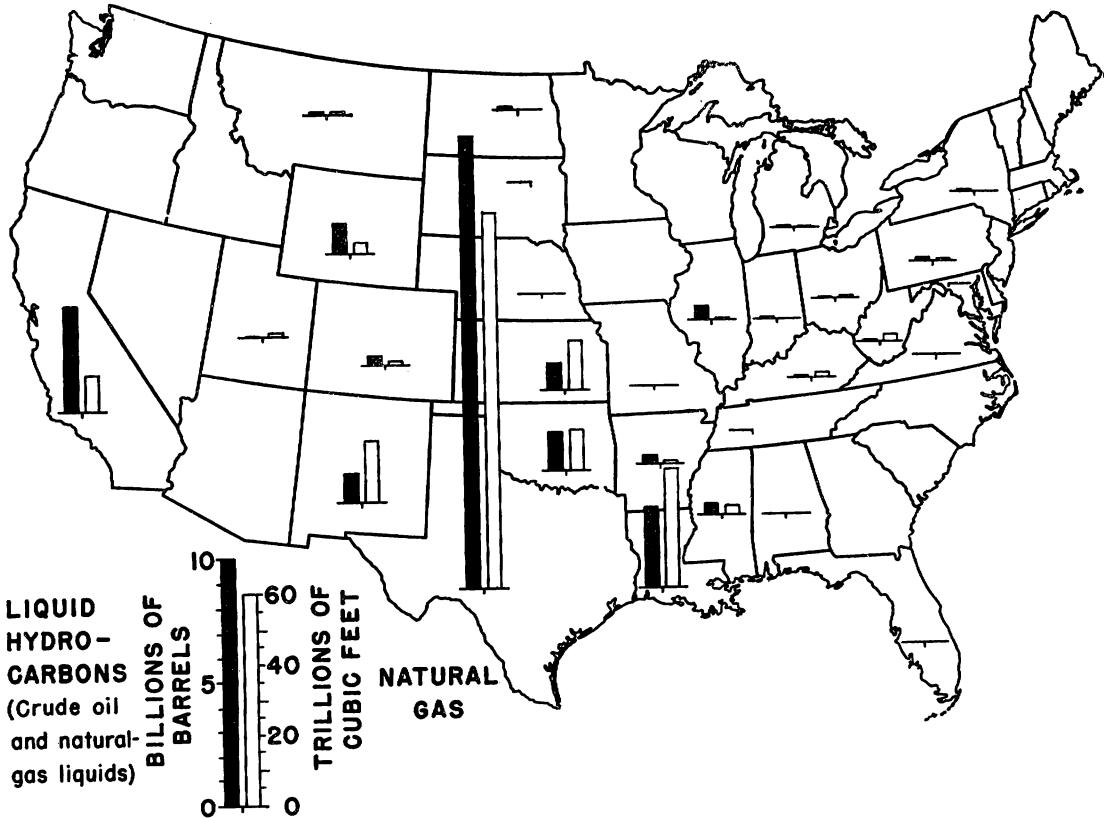 LIQUID
HYDRO-
CARBONS
(Crude oil
and natural-
gas liquids)
BILLIONS OF
BARRELS
10
5
0
60
40
20
0
TRILLIONS OF
CUBIC FEET
NATURAL
GAS